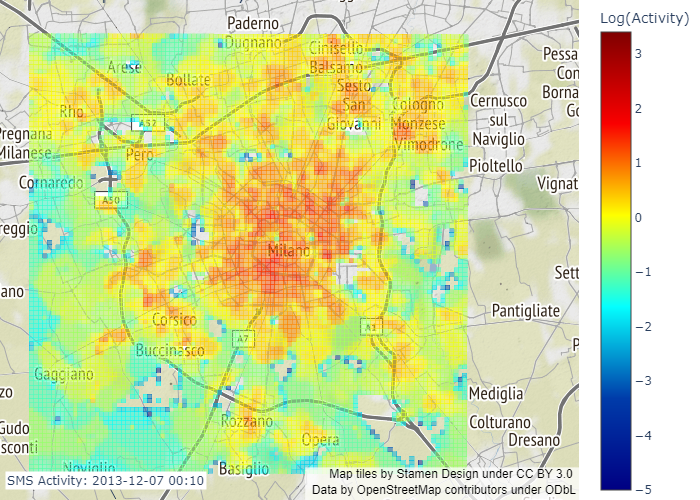 Paderno
Dugnano
Cinisello
Balsamo
Arese
Bollate
Sesto
San
Giovanni
Rho
A52
Cologno
Monzese
Vimodrone
Cernusco
sul
Naviglio
Pessa
Con
Borna
Go
Pregnana
Milanese
Pero
Pioltello
Cornaredo
A50
Vignat
reggio
Milano
Sett
ano
Corsico
A7
A1
Pantigliate
Buccinasco
P
Gaggiano
zo
Mediglia
Rozzano
Colturano
Gudo
sconti
Opera
Dresano
Noviglio
Basiglio
SMS Activity: 2013-12-07 00:10
Map tiles by Stamen Design under CC BY 3.0
Data by OpenStreetMap contributors under ODbL
Log(Activity)
3
2
1
0
−1
−2
−3
−4
−5